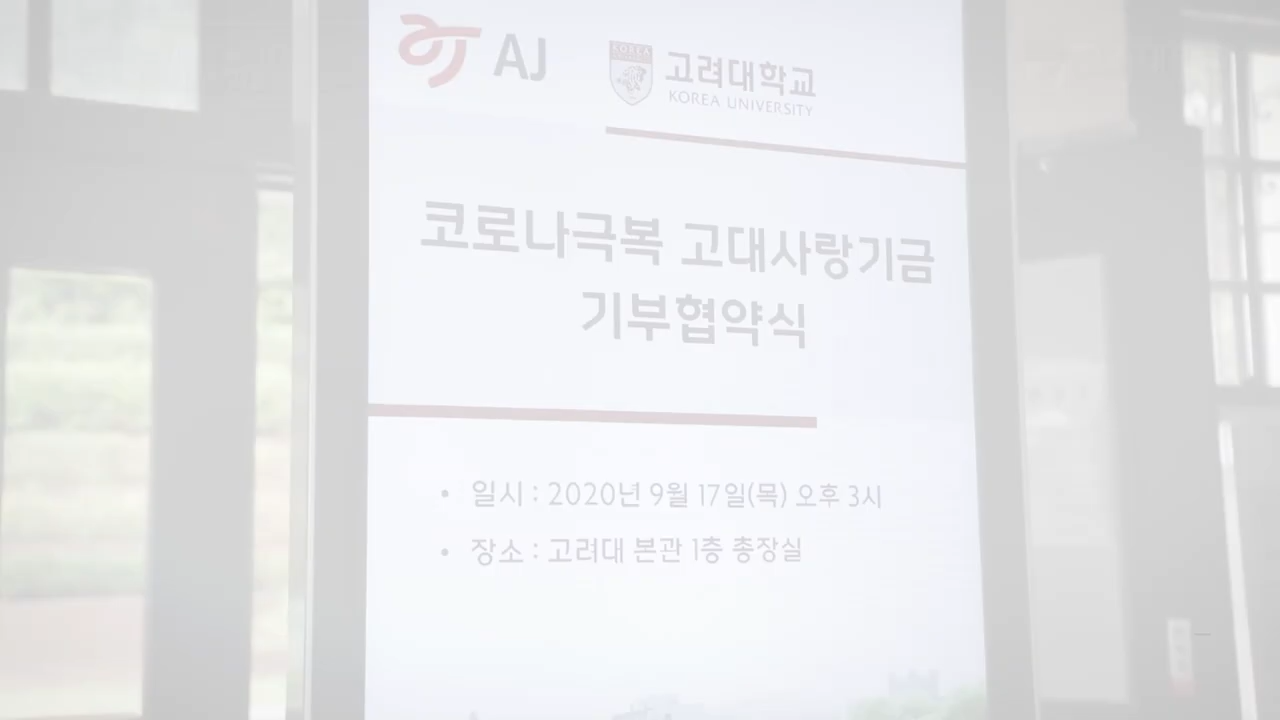 AJ
KOREA
고려대학교
KOREA UNIVERSITY
코로나극복 고대사랑기금
기부협약식
• 일시 : 2020년 9월 17일(목) 오후 3시
• 장소 : 고려대 본관 1층 총장실